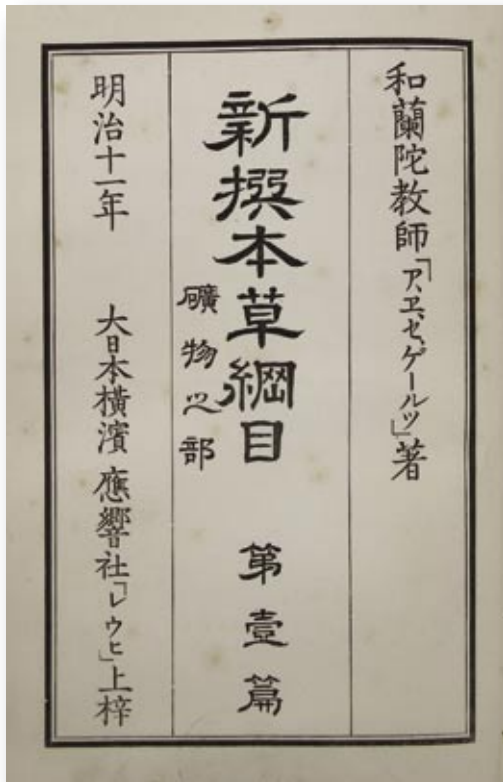 和蘭陀教師「ア、ヱ、セ、ゲールツ」著
新撰本草綱目 第壹篇
礦物之部
明治十一年 大日本横濱 應響社「レウヒ」上梓